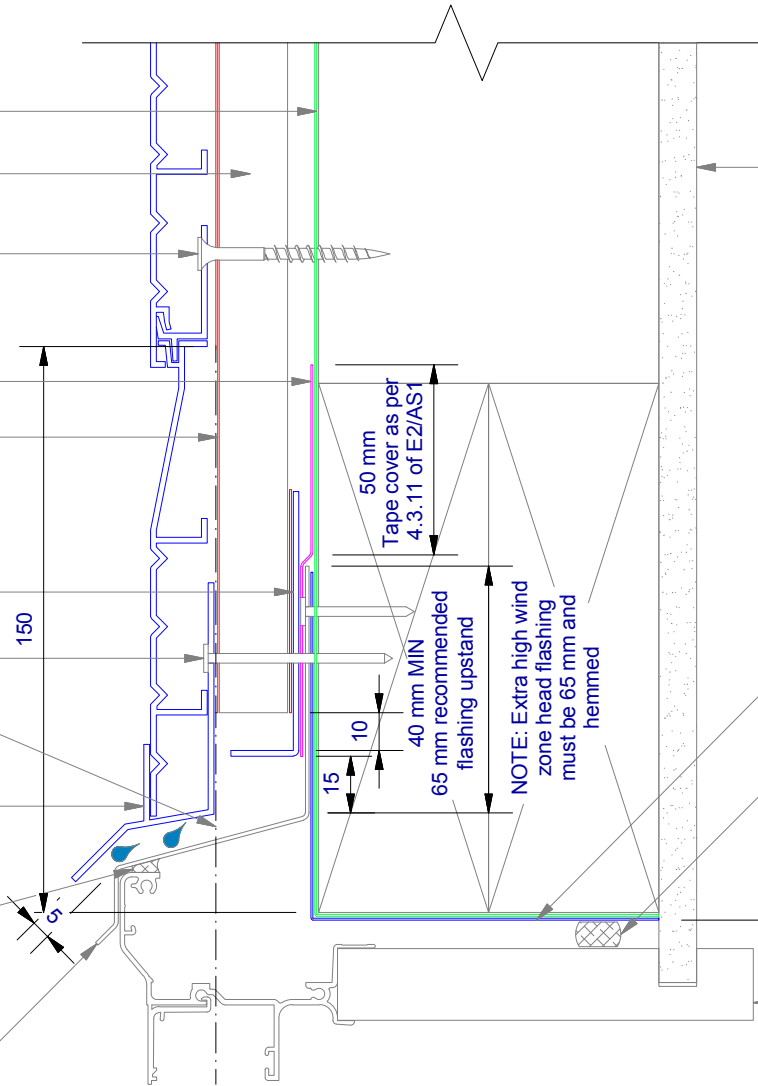 50 mm
Tape cover as per
4.3.11 of E2/AS1
150
40 mm MIN
65 mm recommended
flashing upstand
NOTE: Extra high wind
zone head flashing
must be 65 mm and
hemmed
10
15
5